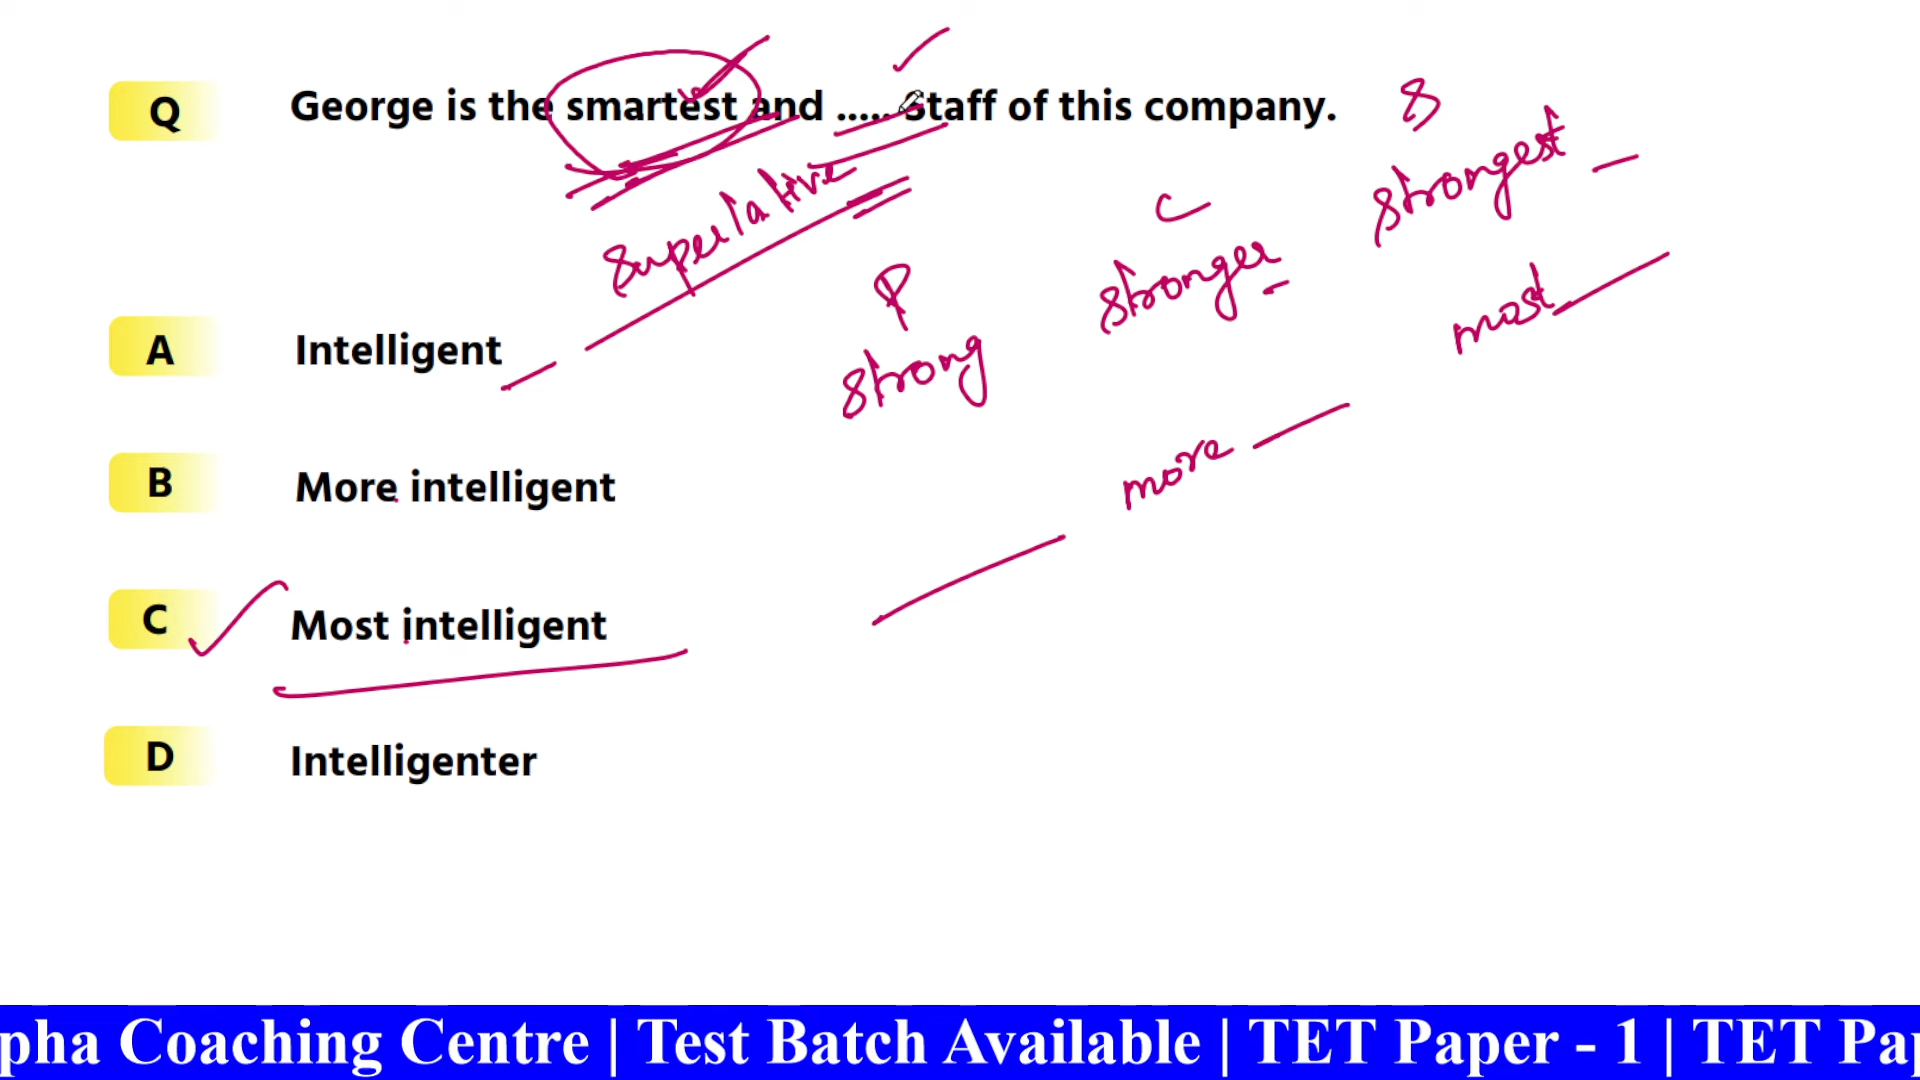 Q George is the smartest and ...... Staff of this company.
S
strongest
superlative
C
stronger
P
strong
most
A Intelligent
more
B More intelligent
C Most intelligent
D Intelligenter
pha Coaching Centre | Test Batch Available | TET Paper - 1 | TET Pap